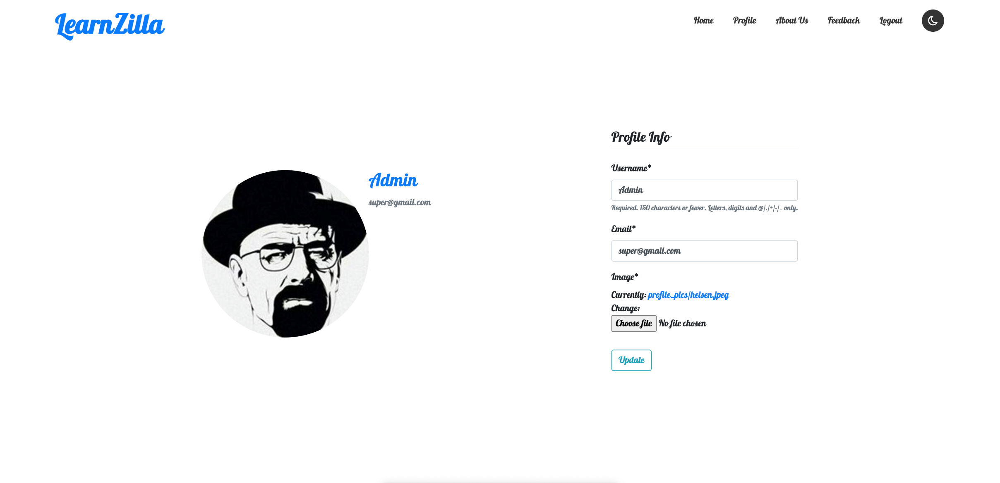 LearnZilla
Home Profile About Us Feedback Logout
Admin
super@gmail.com
Profile Info
Username*
Admin
Required. 150 characters or fewer. Letters, digits and @/./+/-/_ only.
Email*
super@gmail.com
Image*
Currently: profile_pics/heisen.jpeg
Change:
Choose file No file chosen
Update